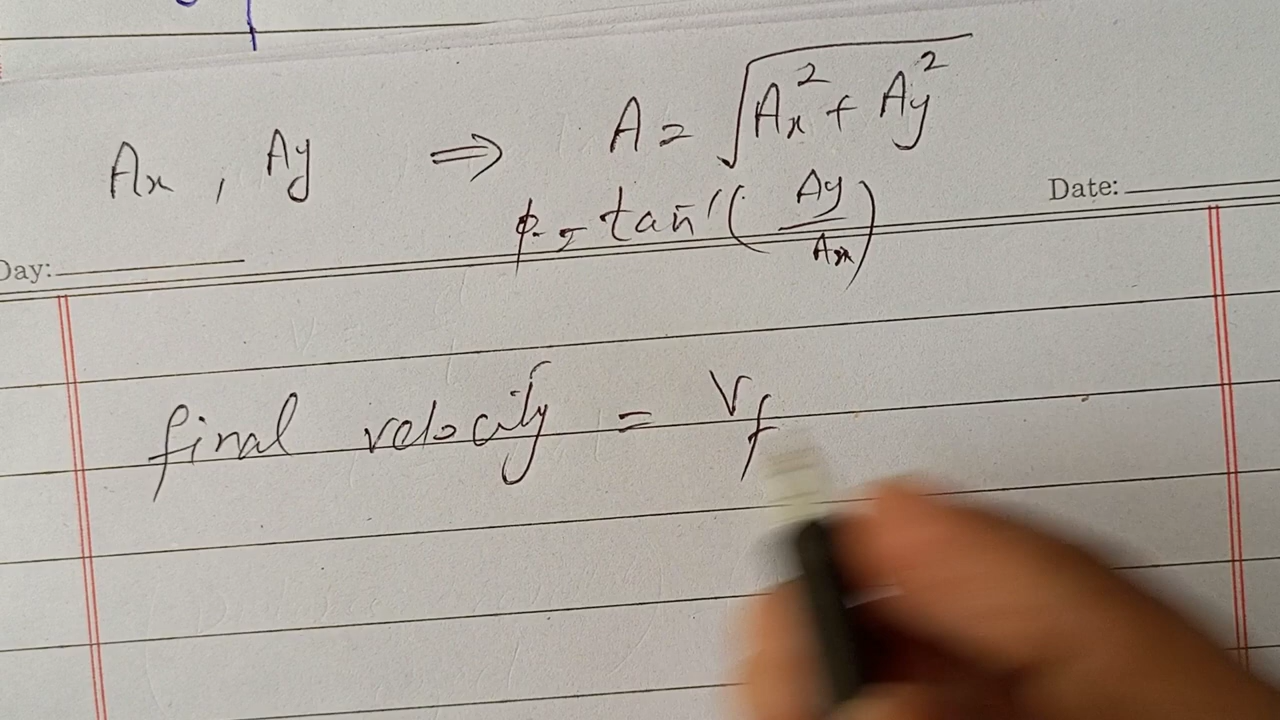 Ax , Ay ⇒ A = √(Ax² + Ay²)
ϕ = tan⁻¹(Ay/Ax)
Date:
Day:
final velocity = Vf